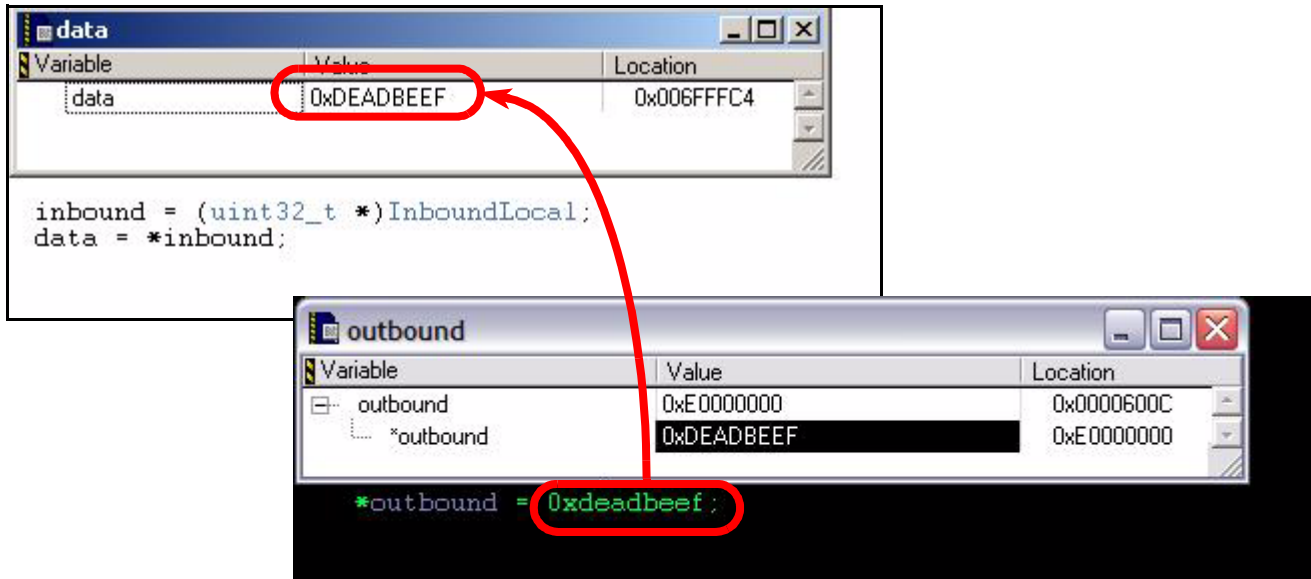 data
Variable Value Location
data 0xDEADBEEF 0x006FFFC4
inbound = (uint32_t *)InboundLocal;
data = *inbound;
outbound
Variable Value Location
outbound 0xE0000000 0x0000600C
*outbound 0xDEADBEEF 0xE0000000
*outbound = 0xdeadbeef;